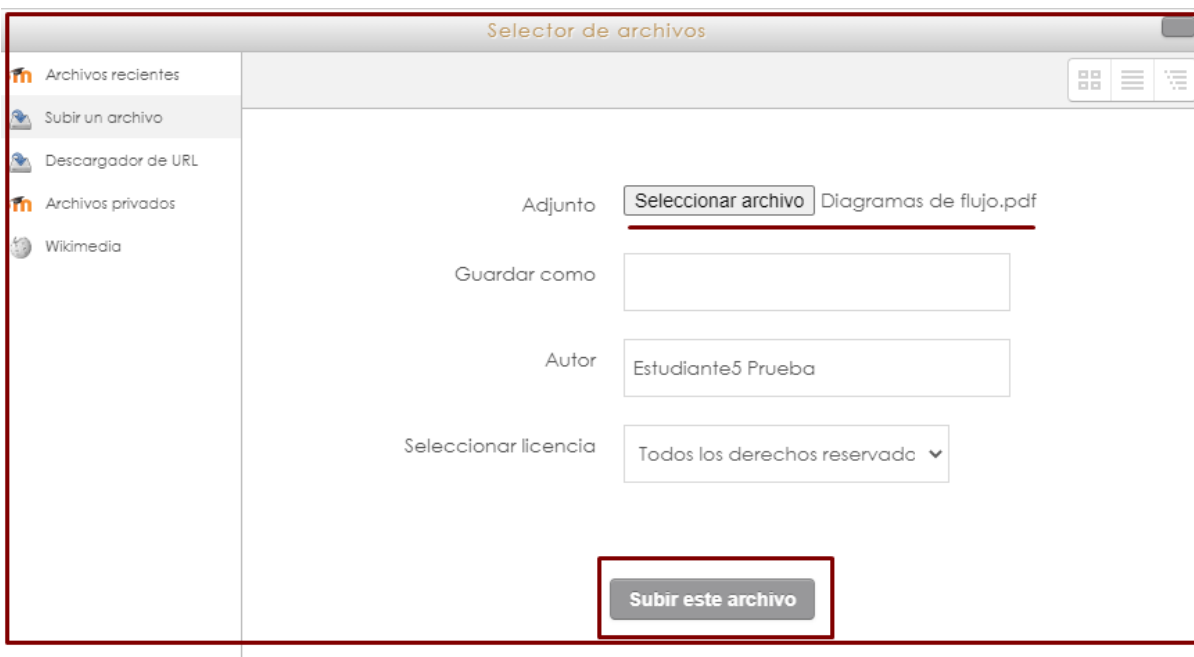 Selector de archivos
Archivos recientes
Subir un archivo
Descargador de URL
Archivos privados
Wikimedia
Adjunto
Seleccionar archivo Diagramas de flujo.pdf
Guardar como
Autor
Estudiante5 Prueba
Seleccionar licencia
Todos los derechos reservado
Subir este archivo